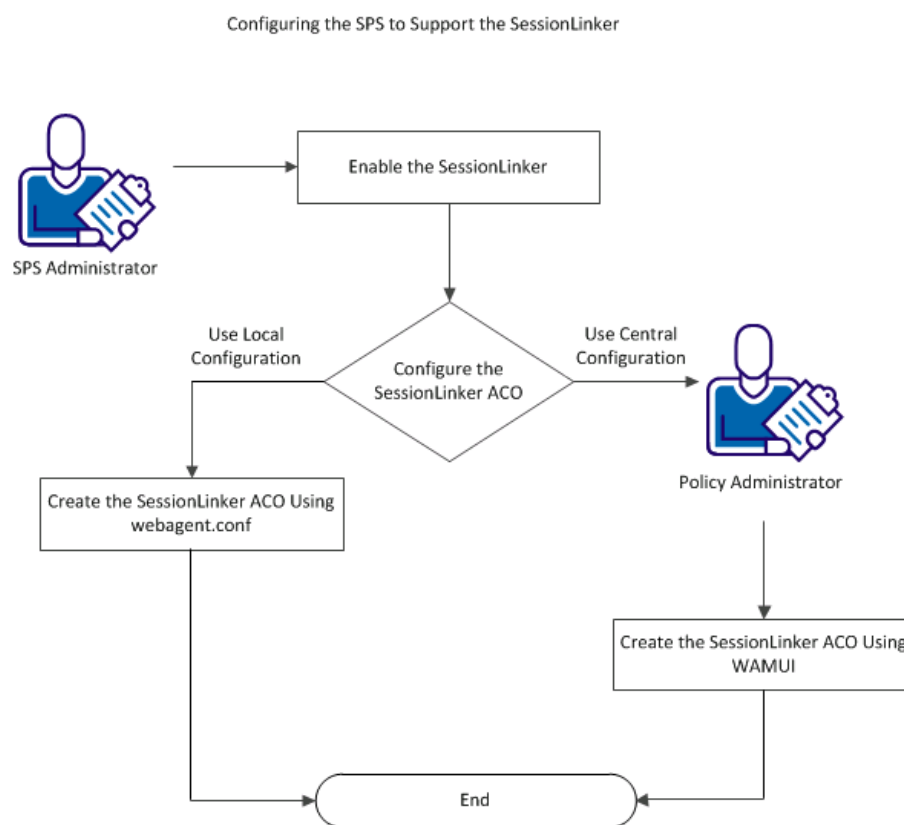 Configuring the SPS to Support the SessionLinker
Enable the SessionLinker
SPS Administrator
Use Local
Configuration
Use Central
Configuration
Configure the
SessionLinker ACO
Policy Administrator
Create the SessionLinker ACO Using
webagent.conf
Create the SessionLinker ACO Using
WAMUI
End